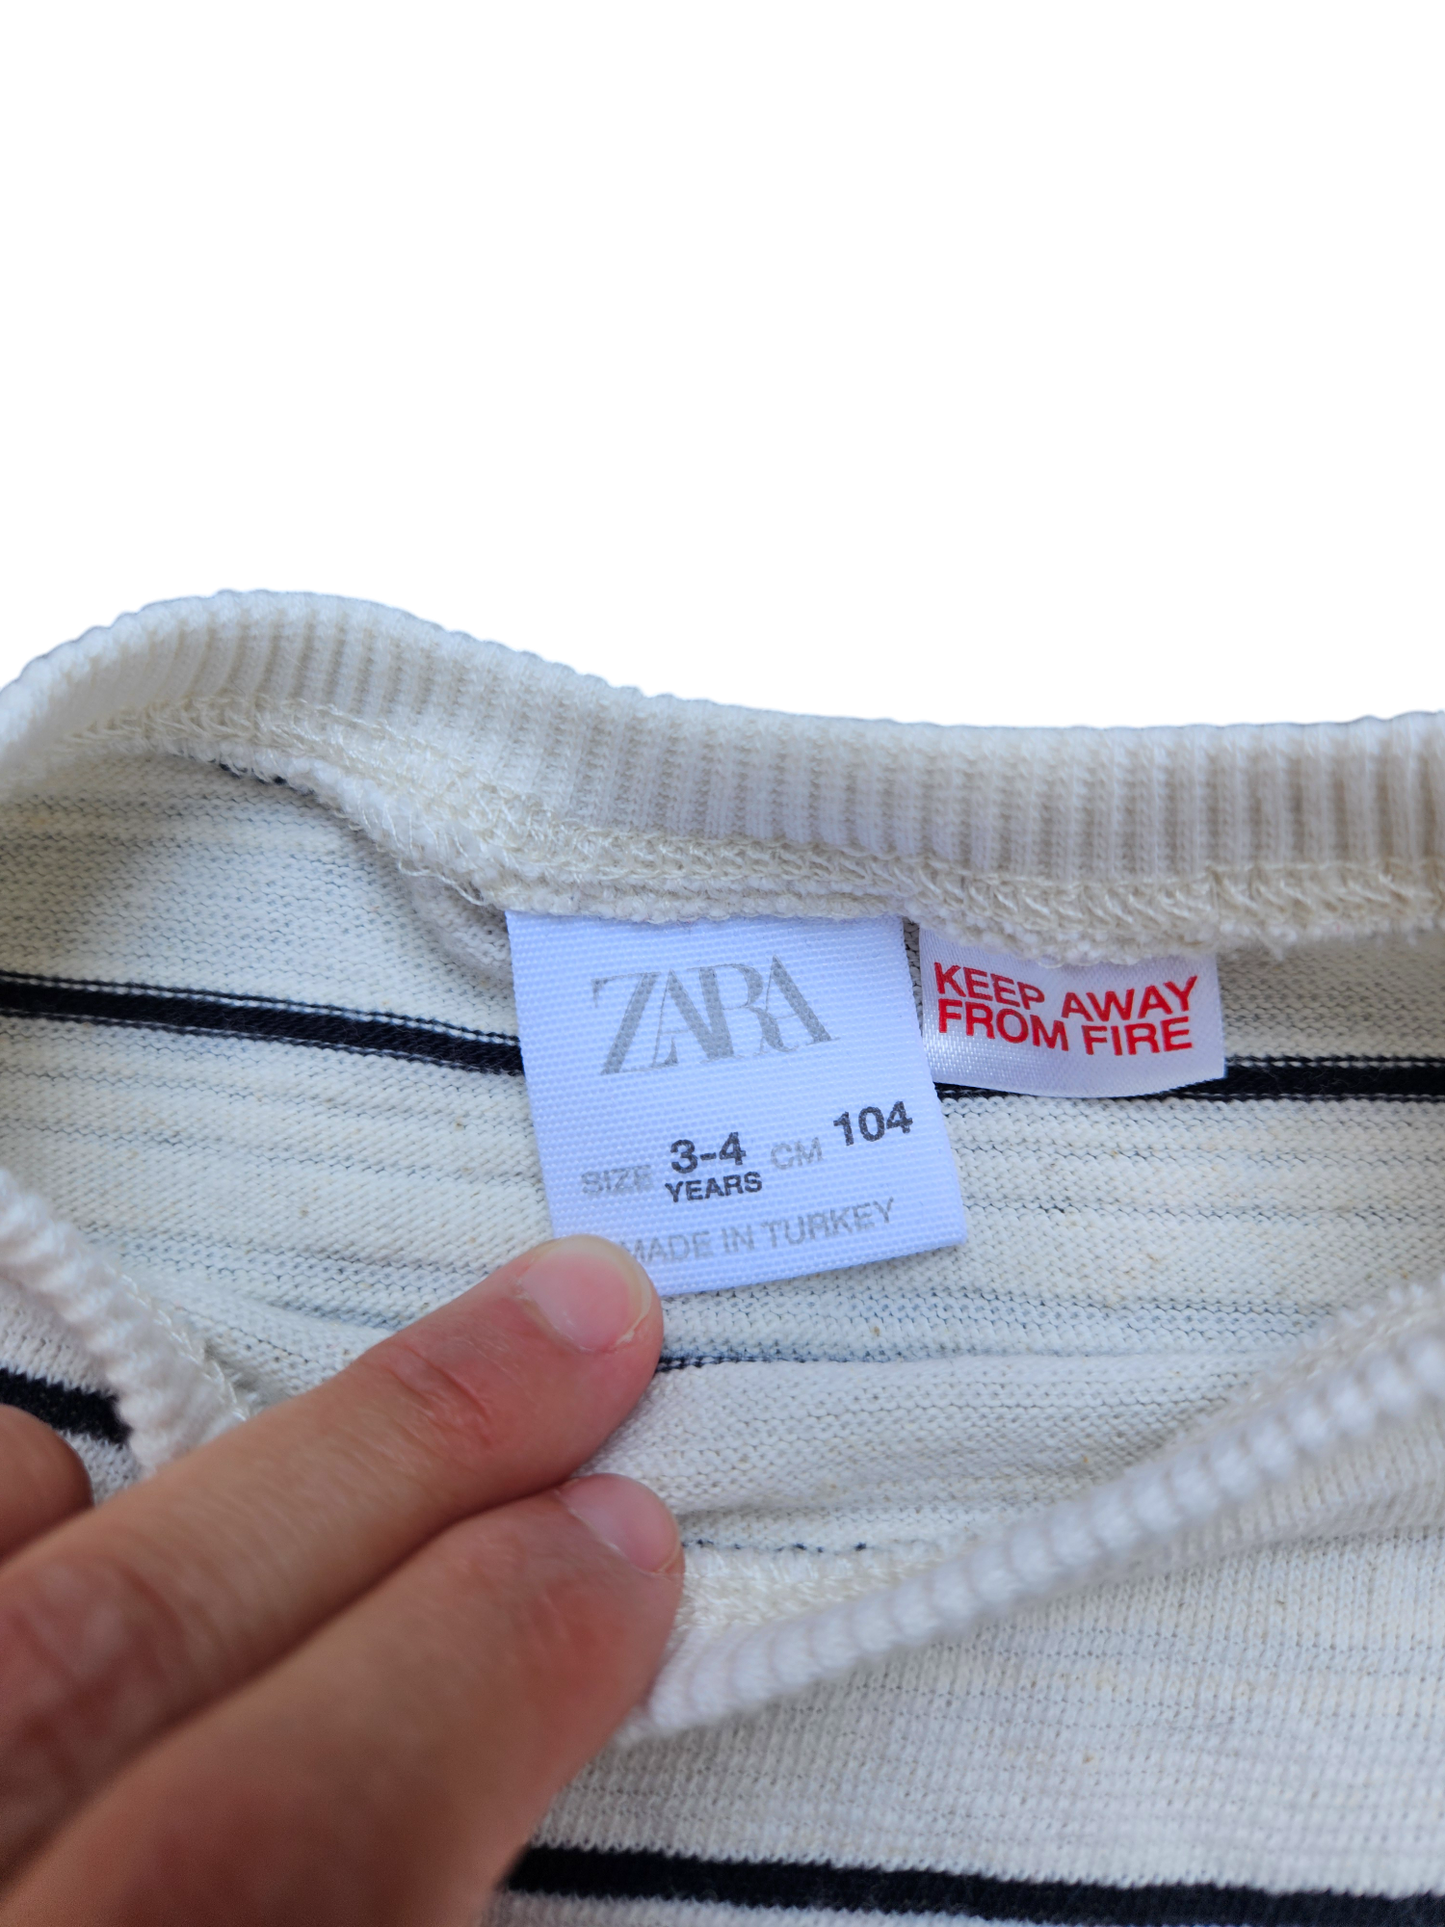 ZARA
SIZE 3-4 YEARS CM 104
MADE IN TURKEY
KEEP AWAY
FROM FIRE